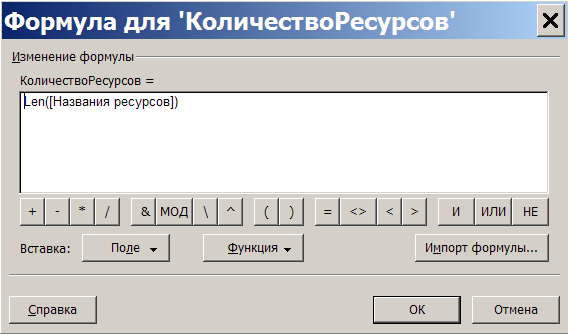 Формула для 'КоличествоРесурсов'
Изменение формулы
КоличествоРесурсов =
Len([Названия ресурсов])
+ - * / & МОД \ ^ ( ) = <> < > И ИЛИ НЕ
Вставка: Поле Функция Импорт формулы...
Справка ОК Отмена